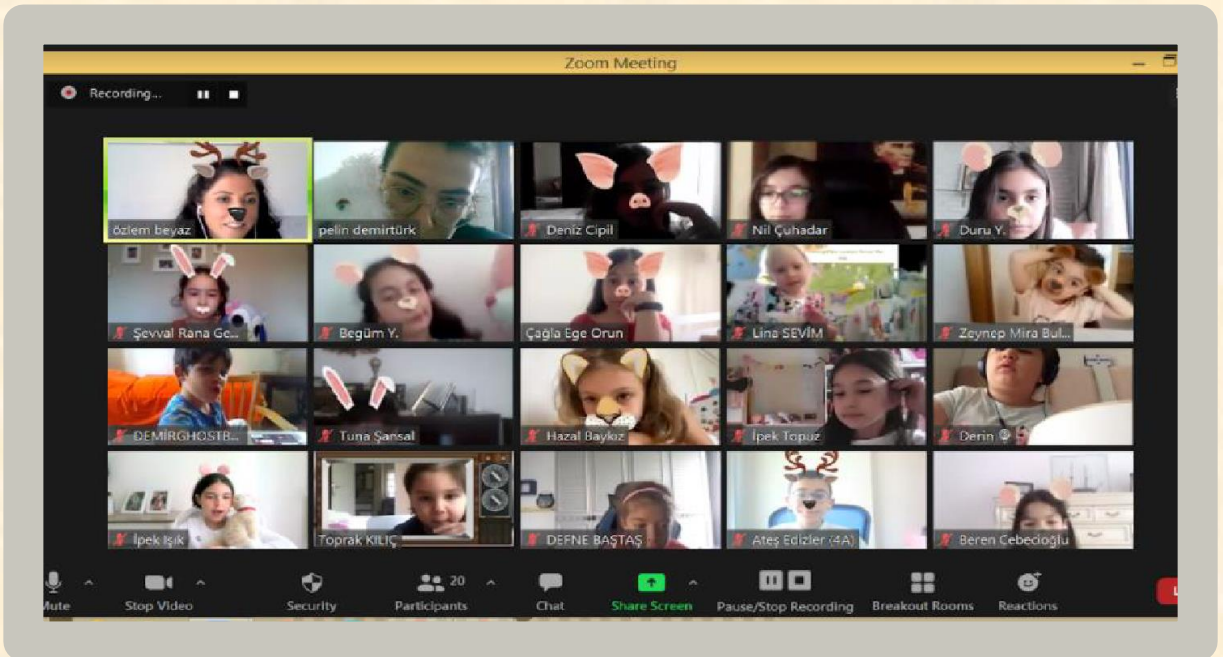 Zoom Meeting
Recording...
özlem beyaz
pelin demirtürk
Deniz Cipil
Nil Çuhadar
Duru Y.
Şevval Rana Ge...
Begüm Y.
Çağla Ege Orun
Lina SEVİM
Zeynep Mira Bul...
DEMİRGHOSTB...
Tuna Şansal
Hazal Baykız
İpek Topuz
Derin
İpek Işık
Toprak KILIÇ
DEFNE BAŞTAŞ
Ateş Edizler (4A)
Beren Cebecioğlu
20
Mute
Stop Video
Security
Participants
Chat
Share Screen
Pause/Stop Recording
Breakout Rooms
Reactions